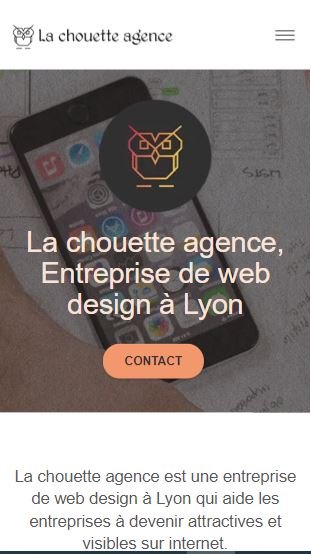 La chouette agence
La chouette agence,
Entreprise de web
design à Lyon
CONTACT
La chouette agence est une entreprise
de web design à Lyon qui aide les
entreprises à devenir attractives et
visibles sur internet.